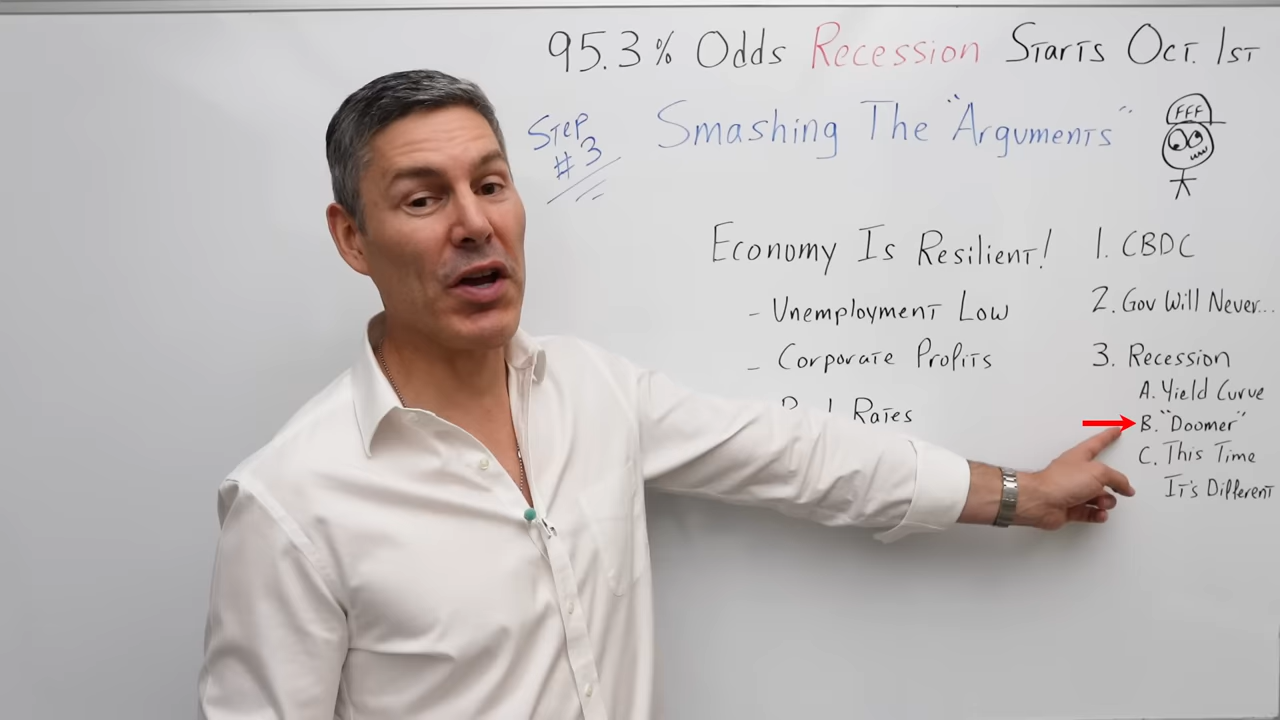 95.3% Odds Recession Starts Oct. 1st
Step
#3
Smashing The "Arguments"
FFF
Economy Is Resilient!
- Unemployment Low
- Corporate Profits
Rates
1. CBDC
2. Gov Will Never...
3. Recession
A. Yield Curve
B. "Doomer"
C. This Time
It's Different